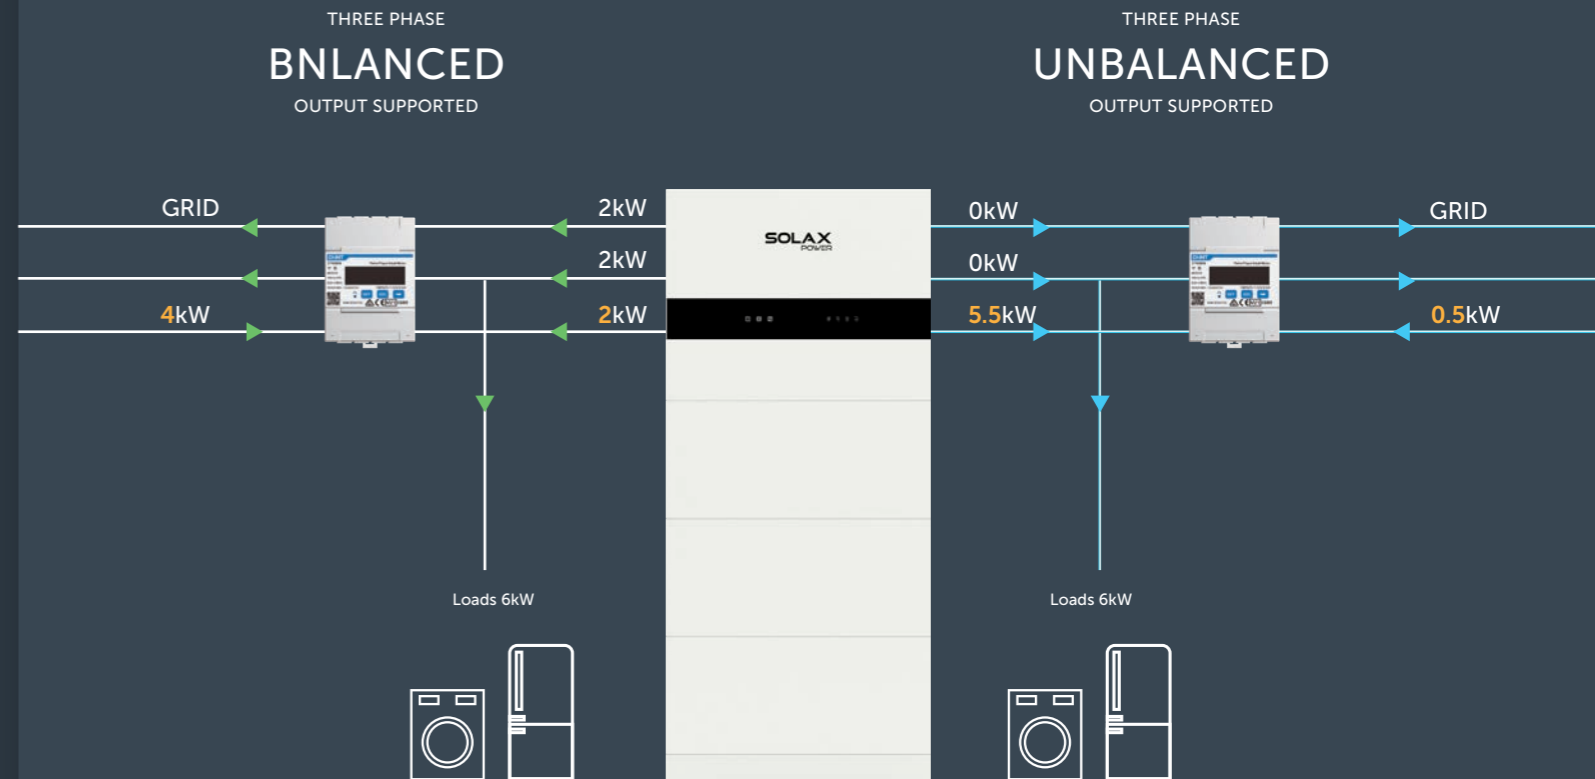 THREE PHASE
BNLANCED
OUTPUT SUPPORTED
THREE PHASE
UNBALANCED
OUTPUT SUPPORTED
GRID
2kW
2kW
4kW
2kW
SOLAX
POWER
0kW
GRID
0kW
5.5kW
0.5kW
Loads 6kW
Loads 6kW